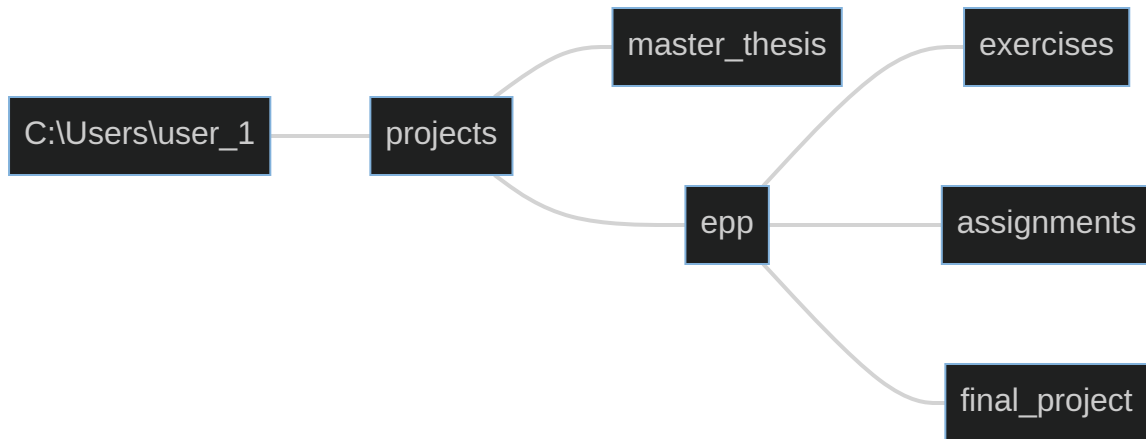 C:\Users\user_1
projects
master_thesis
epp
exercises
assignments
final_project